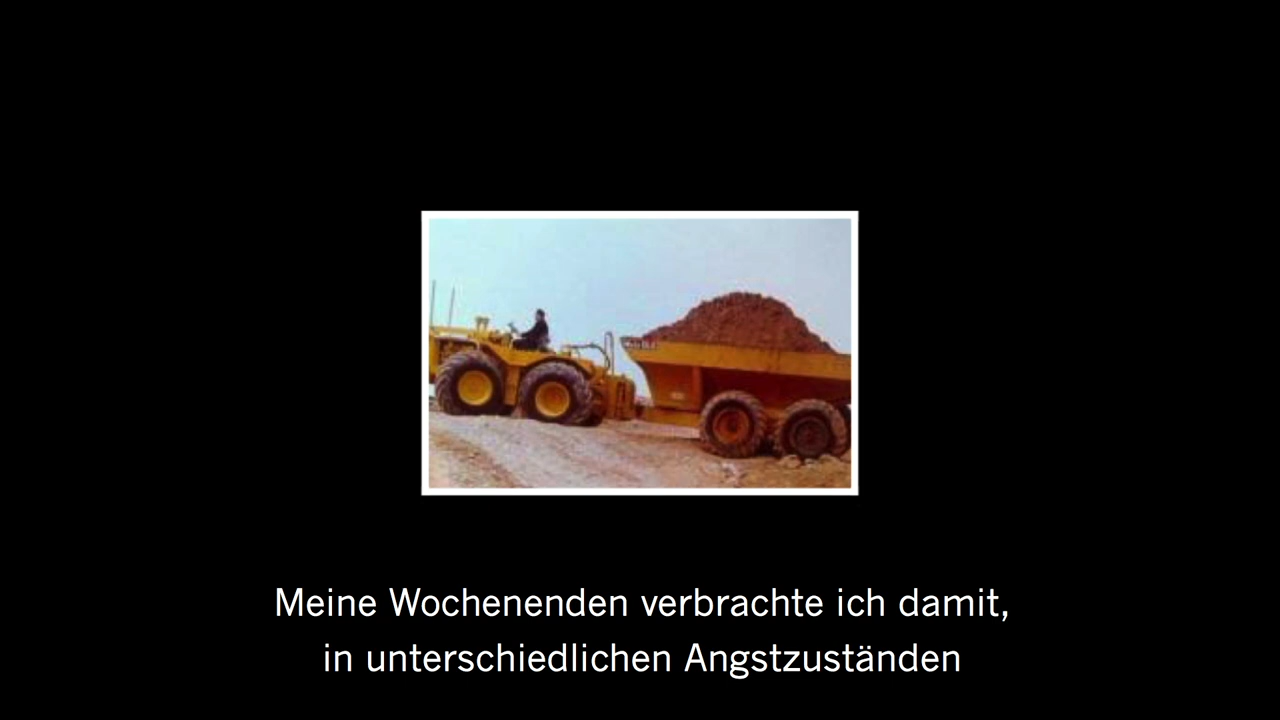 Meine Wochenenden verbrachte ich damit,
in unterschiedlichen Angstzuständen